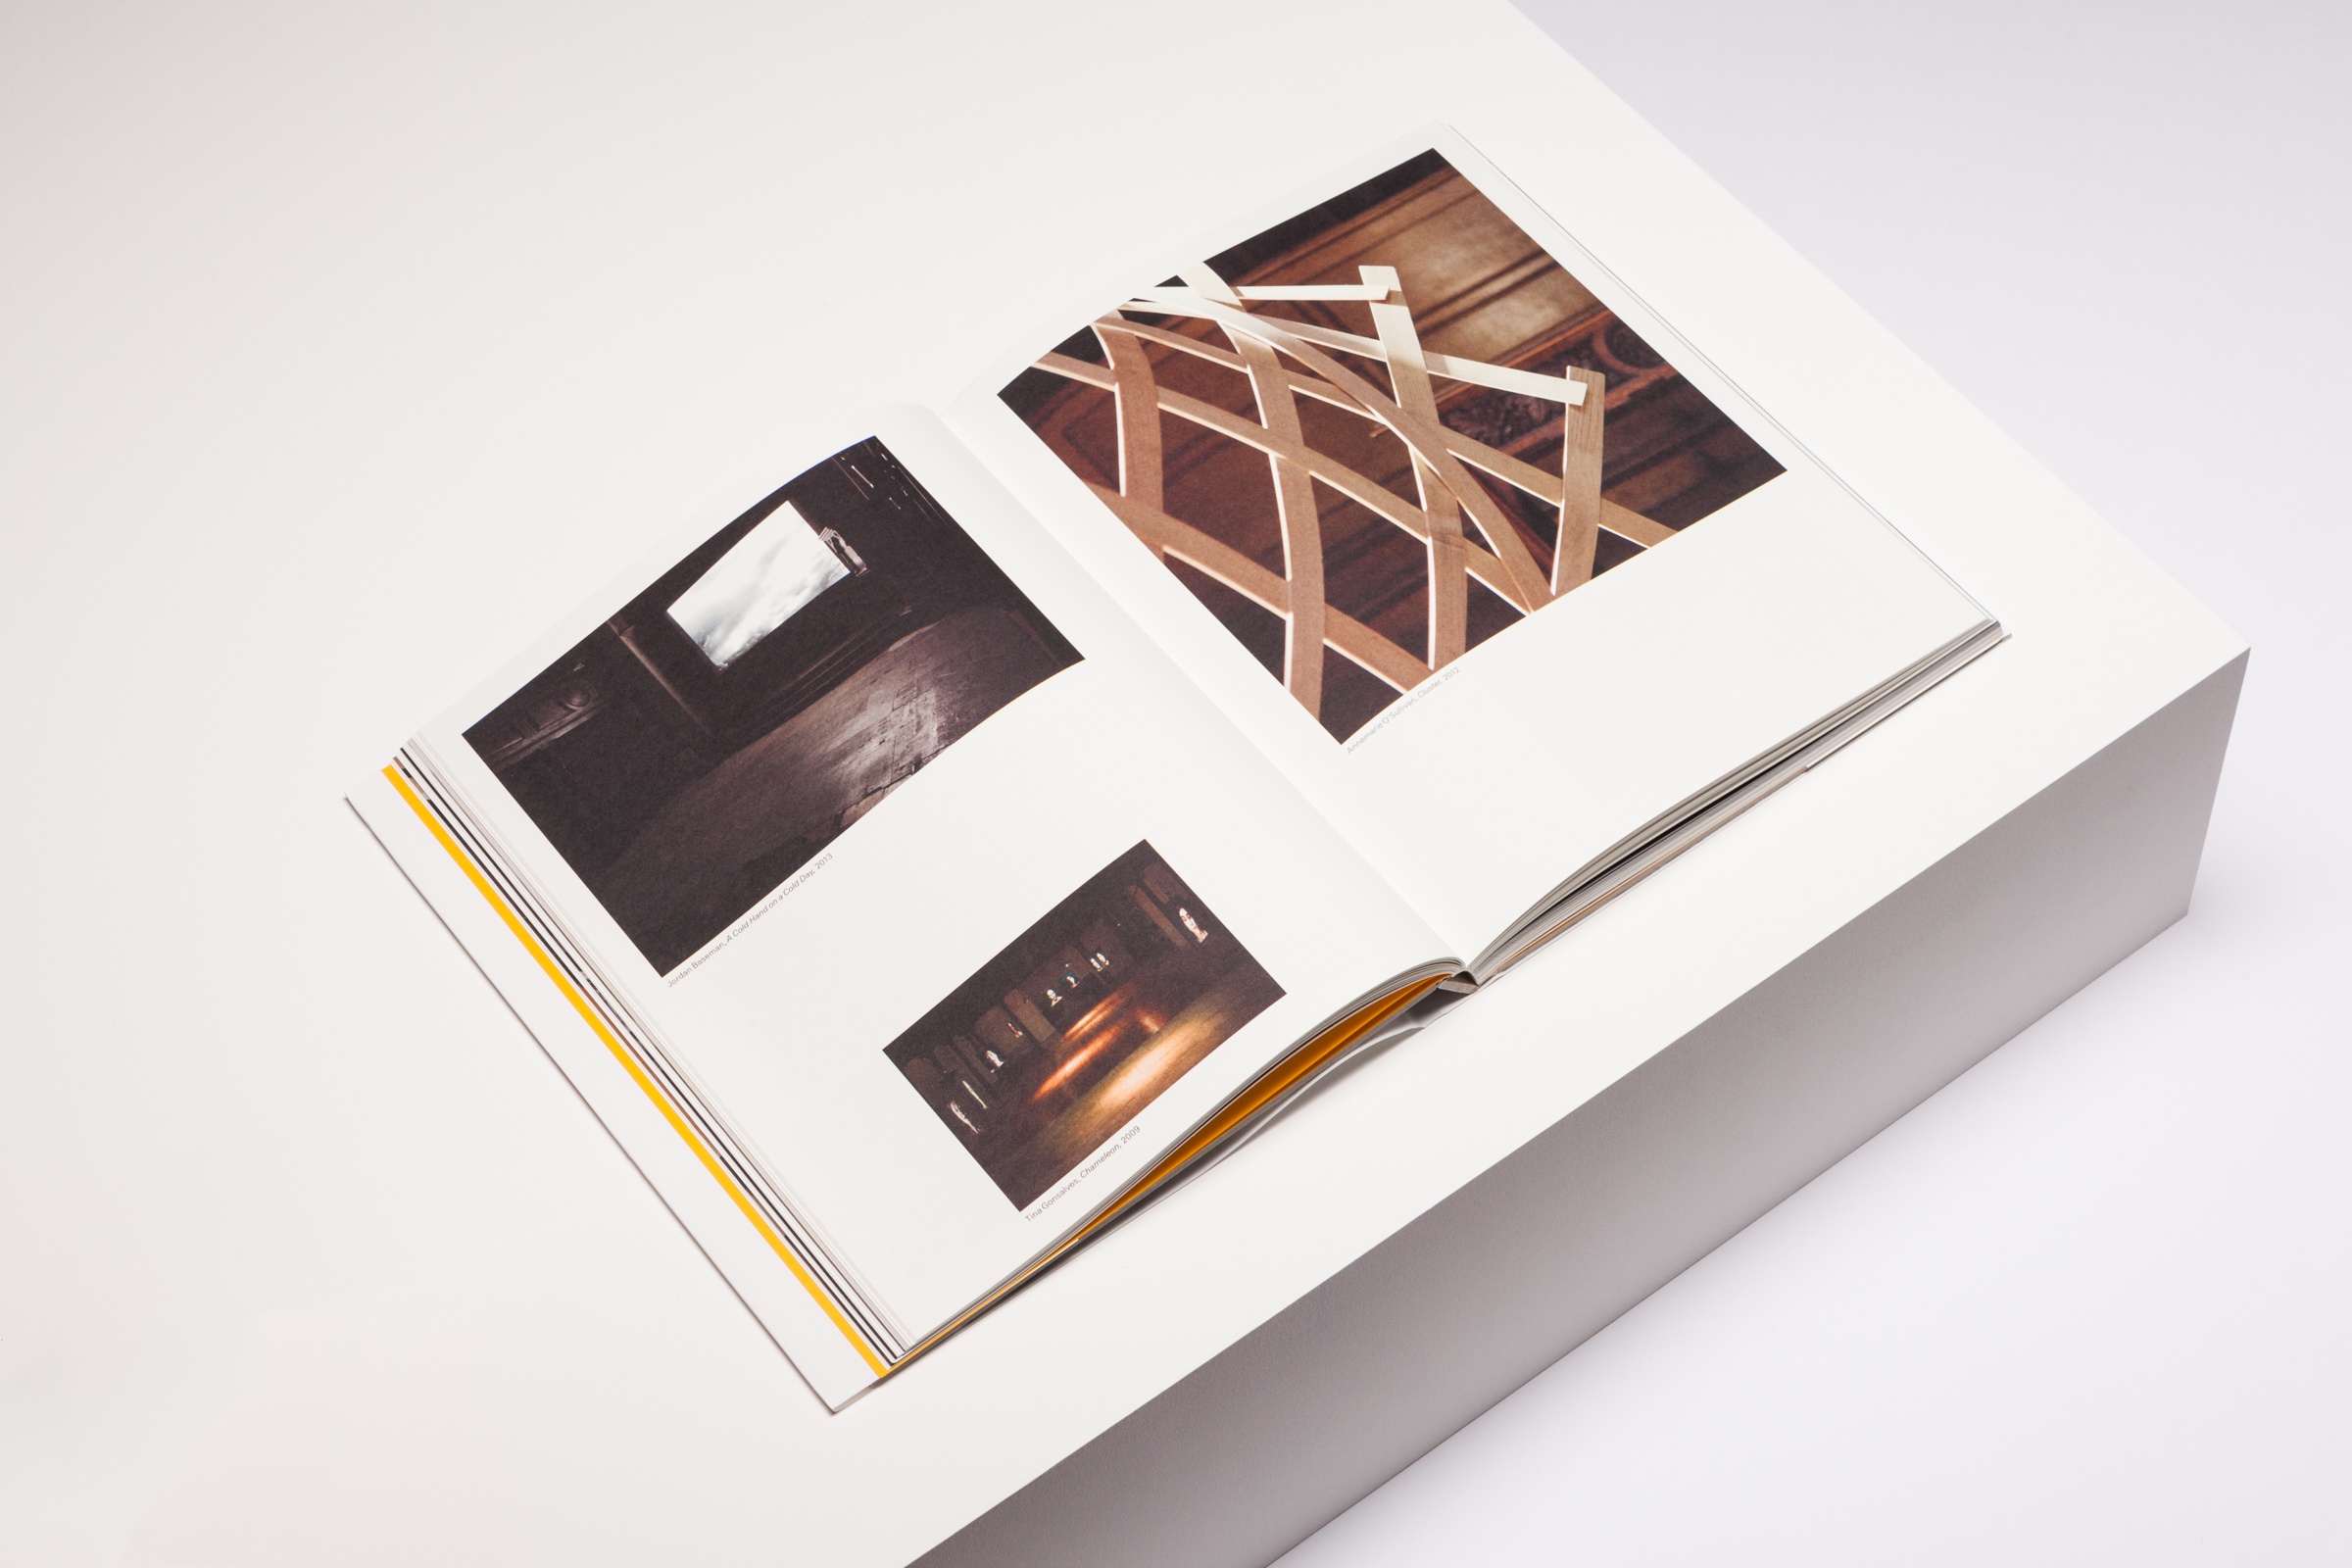 Jordan Baseman, A Cold Hand on a Cold Day, 2013
Tina Gonsalves, Chameleon, 2009
Annemarie O'Sullivan, Cluster, 2012